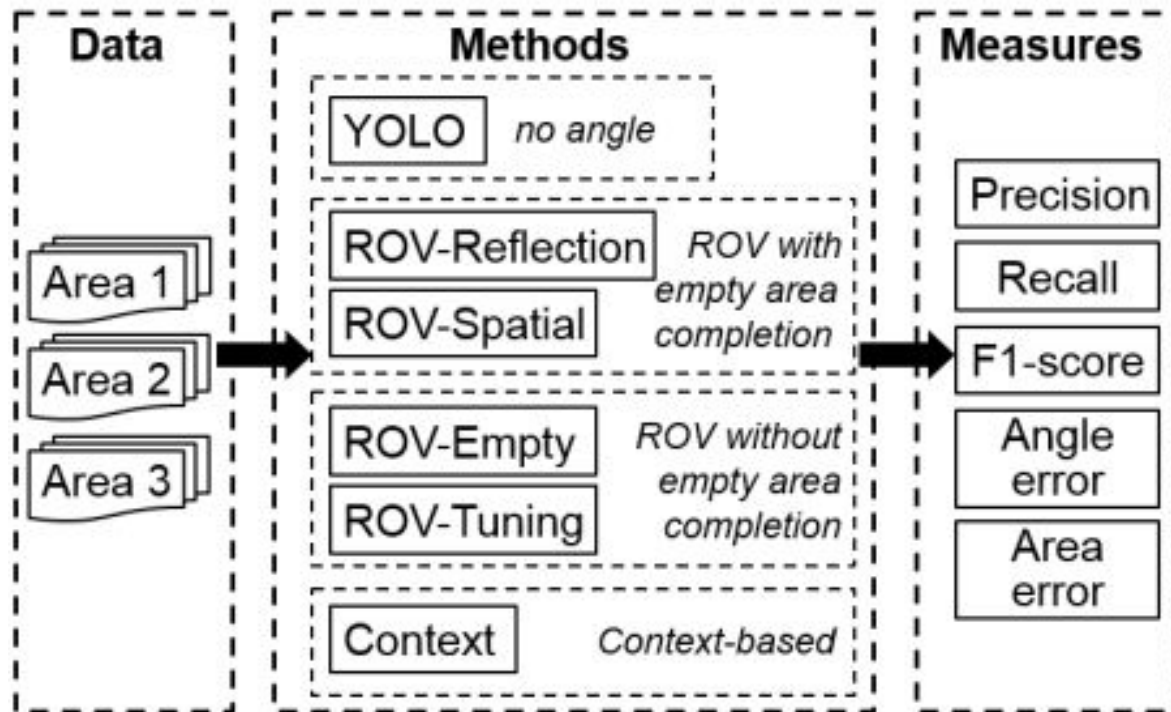 Data
Area 1
Area 2
Area 3
Methods
YOLO no angle
ROV-Reflection
ROV-Spatial
ROV with
empty area
completion
ROV-Empty
ROV-Tuning
ROV without
empty area
completion
Context Context-based
Measures
Precision
Recall
F1-score
Angle
error
Area
error